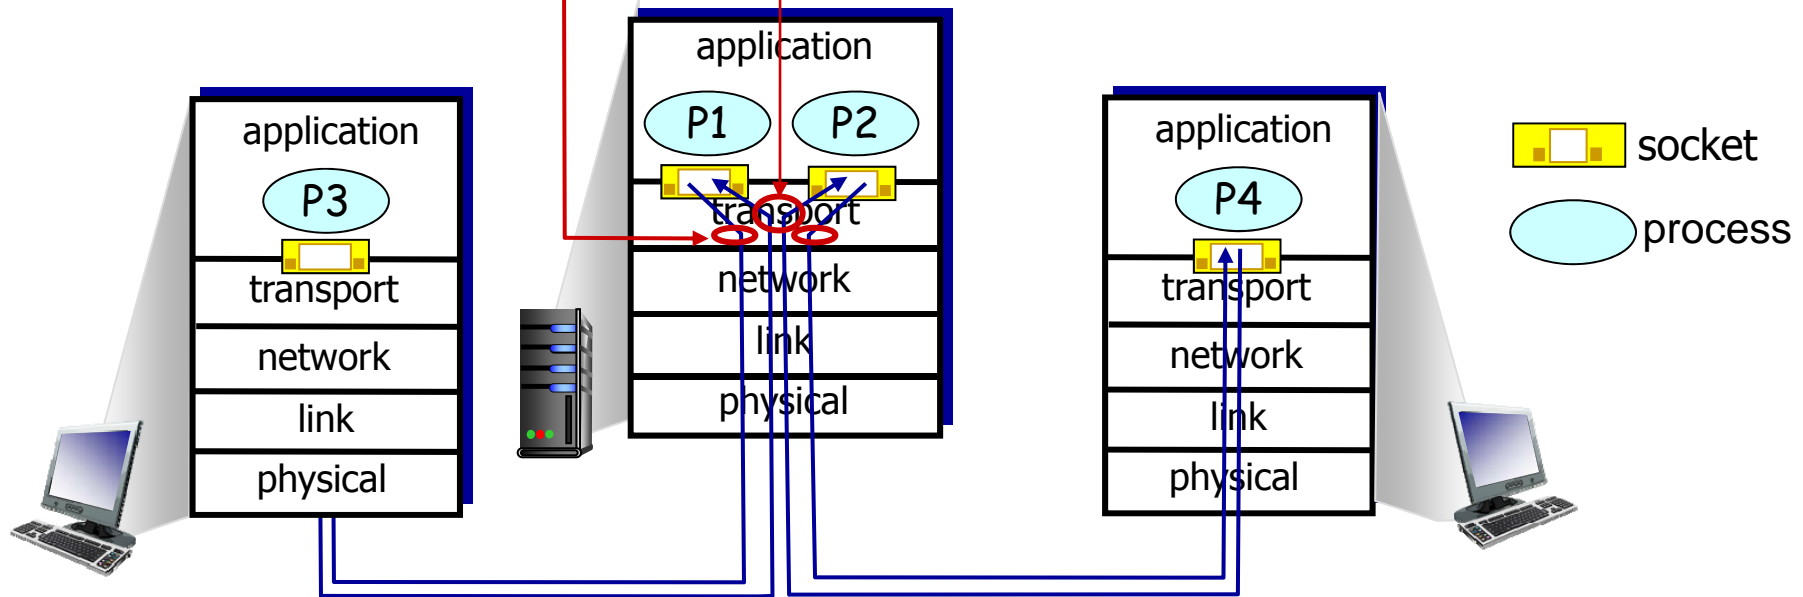 application
P3
transport
network
link
physical
application
P1 P2
transport
network
link
physical
application
P4
transport
network
link
physical
socket
process